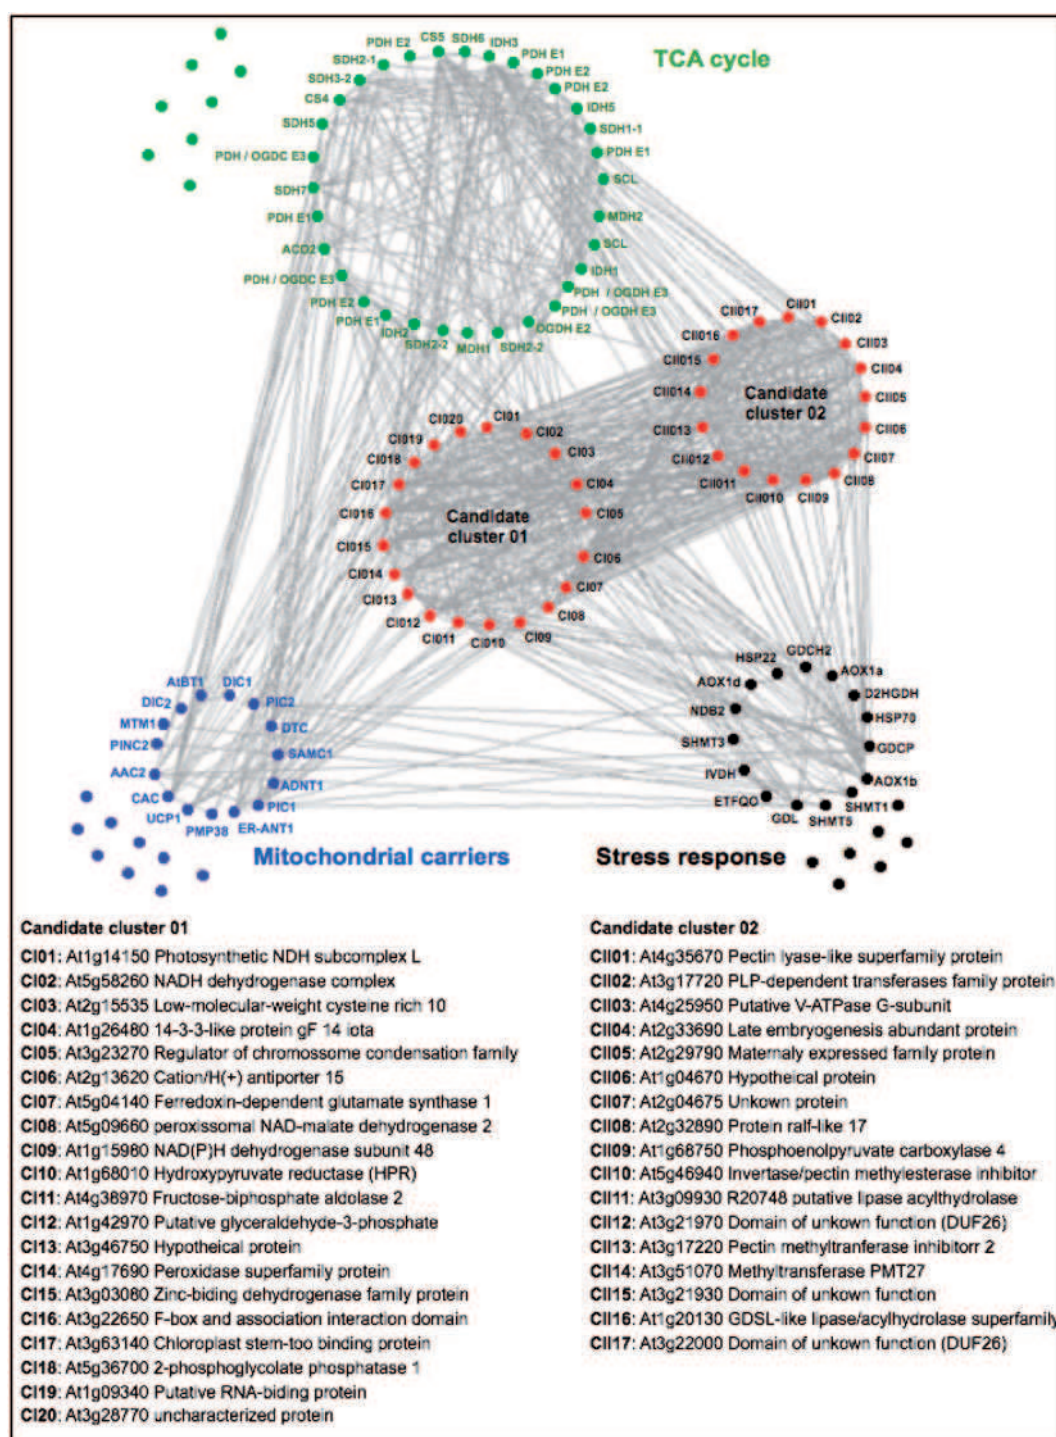 TCA cycle
CS5
SDH6
IDH3
PDH E1
PDH E2
PDH E2
IDH5
SDH1-1
PDH E1
SCL
MDH2
SCL
IDH1
PDH / OGDH E3
PDH / OGDH E3
OGDH E2
SDH2-2
MDH1
SDH2-2
IDH2
PDH E1
PDH E2
PDH / OGDC E3
ACO2
PDH E1
SDH7
PDH / OGDC E3
SDH5
CS4
SDH3-2
SDH2-1
PDH E2
CII01
CII02
CII03
CII04
CII05
CII06
CII07
CII08
CII09
CII010
CII011
CII012
CII013
CII014
CII015
CII016
CII017
Candidate
cluster 02
CI01
CI02
CI03
CI04
CI05
CI06
CI07
CI08
CI09
CI010
CI011
CI012
CI013
CI014
CI015
CI016
CI017
CI018
CI019
CI020
Candidate
cluster 01
AtBT1
DIC1
PIC2
DTC
SAMC1
ADNT1
PIC1
ER-ANT1
PMP38
UCP1
CAC
AAC2
PINC2
MTM1
DIC2
Mitochondrial carriers
HSP22
GDCH2
AOX1a
D2HGDH
HSP70
GDCP
AOX1b
SHMT1
SHMT5
GDL
ETFQO
IVDH
SHMT3
NDB2
AOX1d
Stress response
Candidate cluster 01
CI01: At1g14150 Photosynthetic NDH subcomplex L
CI02: At5g58260 NADH dehydrogenase complex
CI03: At2g15535 Low-molecular-weight cysteine rich 10
CI04: At1g26480 14-3-3-like protein gF 14 iota
CI05: At3g23270 Regulator of chromossome condensation family
CI06: At2g13620 Cation/H(+) antiporter 15
CI07: At5g04140 Ferredoxin-dependent glutamate synthase 1
CI08: At5g09660 peroxissomal NAD-malate dehydrogenase 2
CI09: At1g15980 NAD(P)H dehydrogenase subunit 48
CI10: At1g68010 Hydroxypyruvate reductase (HPR)
CI11: At4g38970 Fructose-biphosphate aldolase 2
CI12: At1g42970 Putative glyceraldehyde-3-phosphate
CI13: At3g46750 Hypotheical protein
CI14: At4g17690 Peroxidase superfamily protein
CI15: At3g03080 Zinc-biding dehydrogenase family protein
CI16: At3g22650 F-box and association interaction domain
CI17: At3g63140 Chloroplast stem-too binding protein
CI18: At5g36700 2-phosphoglycolate phosphatase 1
CI19: At1g09340 Putative RNA-biding protein
CI20: At3g28770 uncharacterized protein
Candidate cluster 02
CII01: At4g35670 Pectin lyase-like superfamily protein
CII02: At3g17720 PLP-dependent transferases family protein
CII03: At4g25950 Putative V-ATPase G-subunit
CII04: At2g33690 Late embryogenesis abundant protein
CII05: At2g29790 Maternaly expressed family protein
CII06: At1g04670 Hypotheical protein
CII07: At2g04675 Unkown protein
CII08: At2g32890 Protein ralf-like 17
CII09: At1g68750 Phosphoenolpyruvate carboxylase 4
CII10: At5g46940 Invertase/pectin methylesterase inhibitor
CII11: At3g09930 R20748 putative lipase acylhydrolase
CII12: At3g21970 Domain of unkown function (DUF26)
CII13: At3g17220 Pectin methyltranferase inhibitorr 2
CII14: At3g51070 Methyltransferase PMT27
CII15: At3g21930 Domain of unkown function
CII16: At1g20130 GDSL-like lipase/acylhydrolase superfamily
CII17: At3g22000 Domain of unkown function (DUF26)